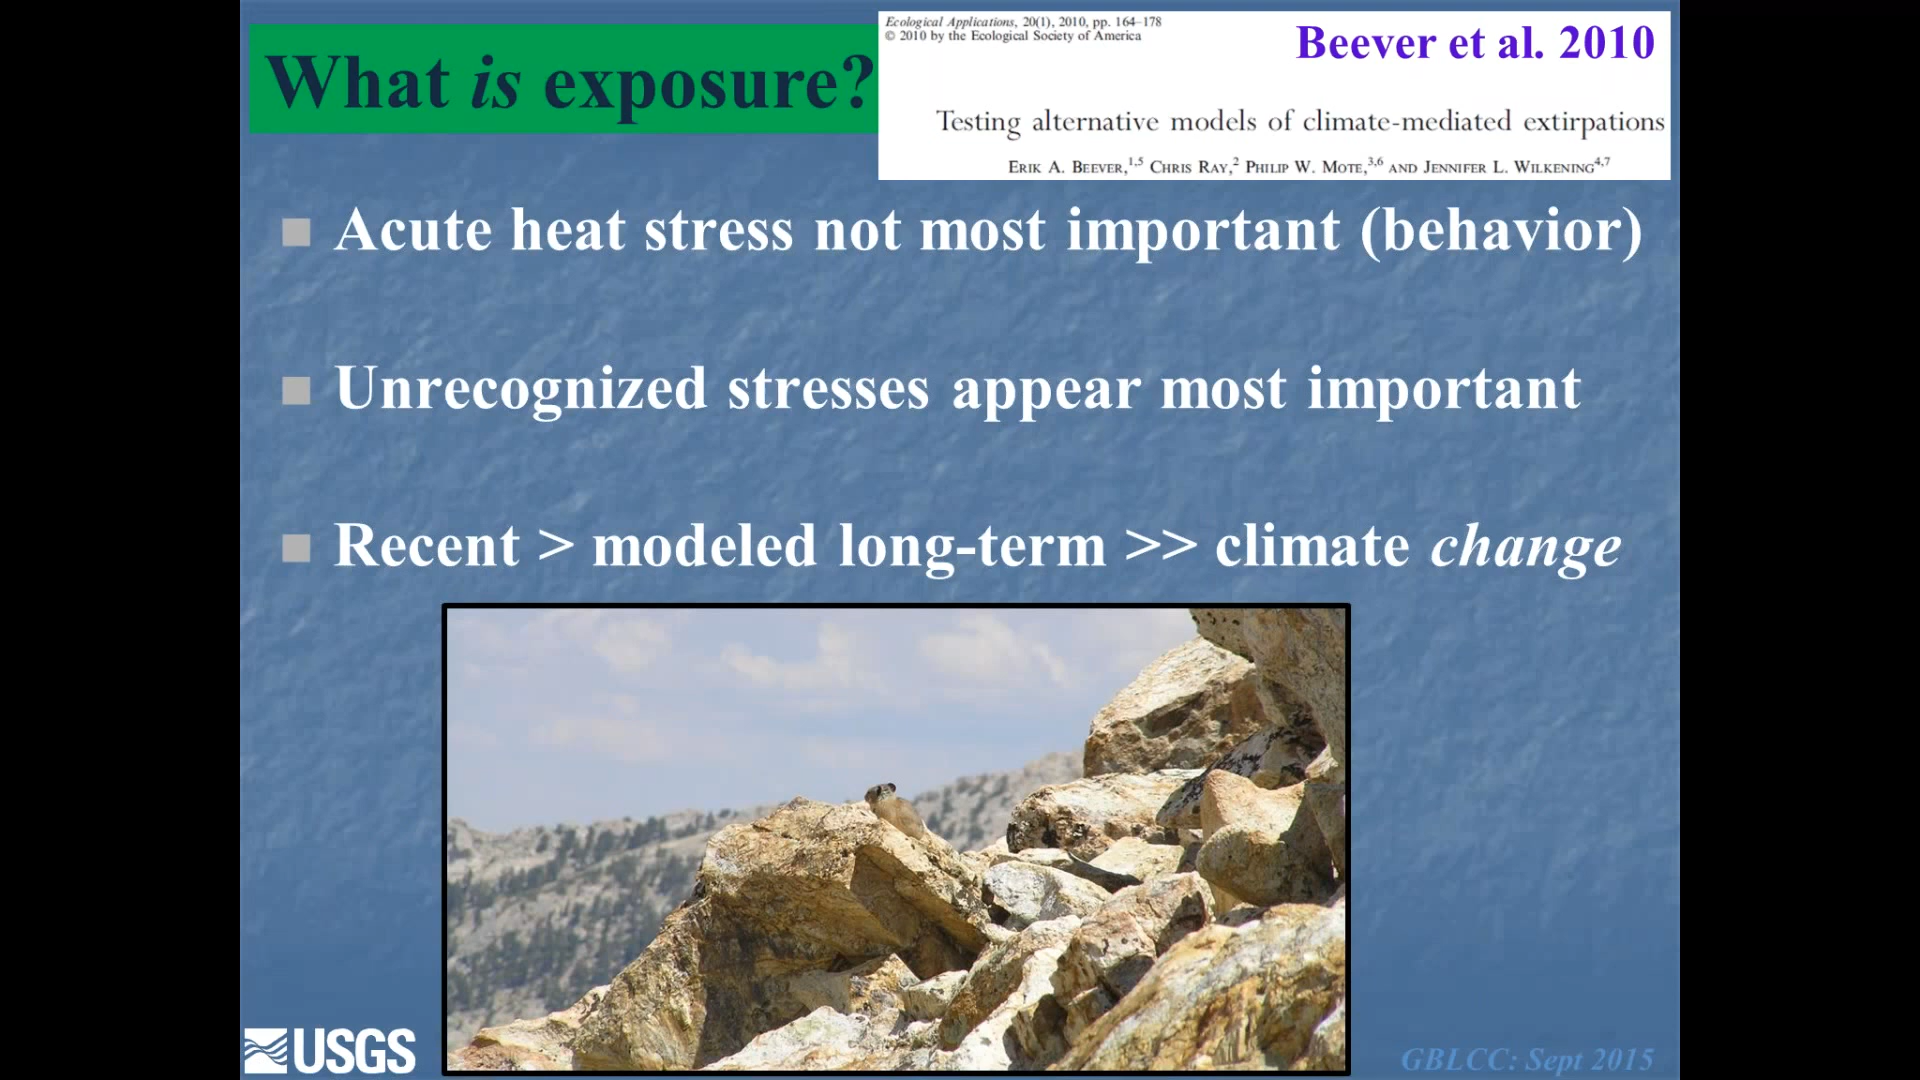 What is exposure?
Ecological Applications, 20(1), 2010, pp. 164–178
© 2010 by the Ecological Society of America
Beever et al. 2010
Testing alternative models of climate-mediated extirpations
ERIK A. BEEVER,1,5 CHRIS RAY,2 PHILIP W. MOTE,3,6 AND JENNIFER L. WILKENING4,7
Acute heat stress not most important (behavior)
Unrecognized stresses appear most important
Recent > modeled long-term >> climate change
USGS
GBLCC: Sept 2015